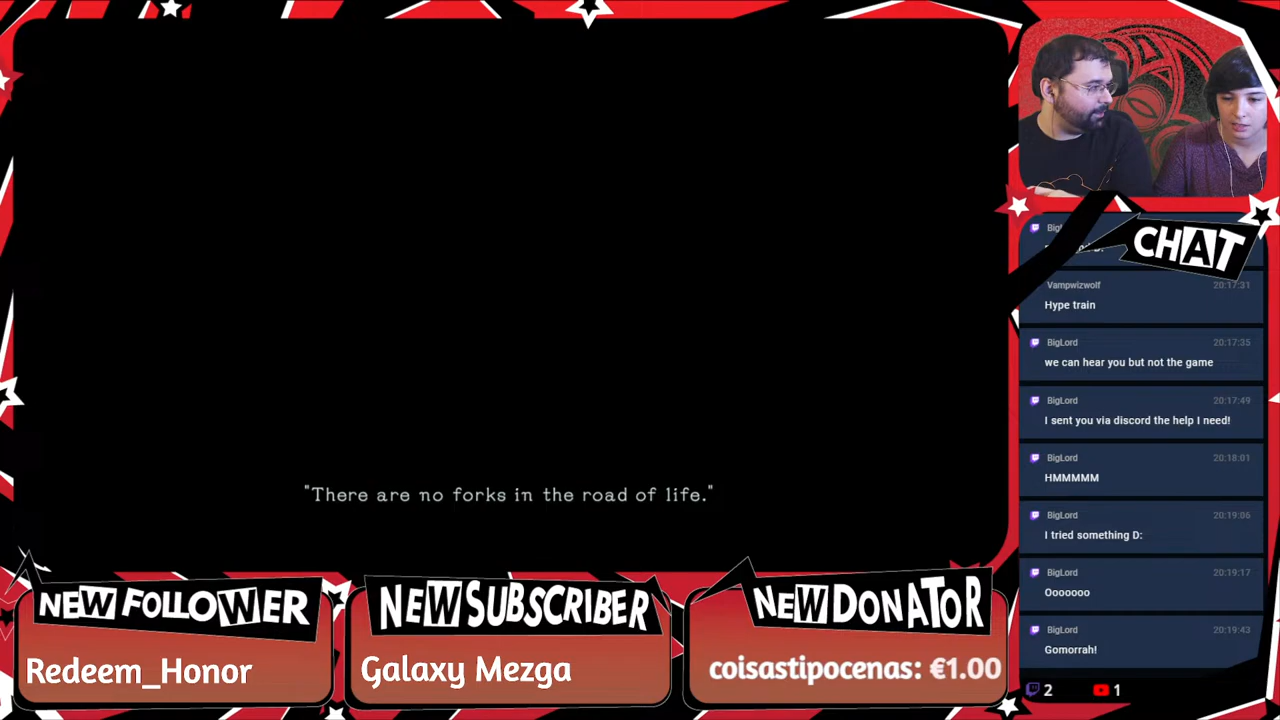 CHAT
BigL
Vampwizwolf 20:17:31
Hype train
BigLord 20:17:35
we can hear you but not the game
BigLord 20:17:49
I sent you via discord the help I need!
BigLord 20:18:01
HMMMMM
BigLord 20:19:06
I tried something D:
BigLord 20:19:17
Ooooooo
BigLord 20:19:43
Gomorrah!
2 1
"There are no forks in the road of life."
NEW FOLLOWER
Redeem_Honor
NEW SUBSCRIBER
Galaxy Mezga
NEW DONATOR
coisastipocenas: €1.00